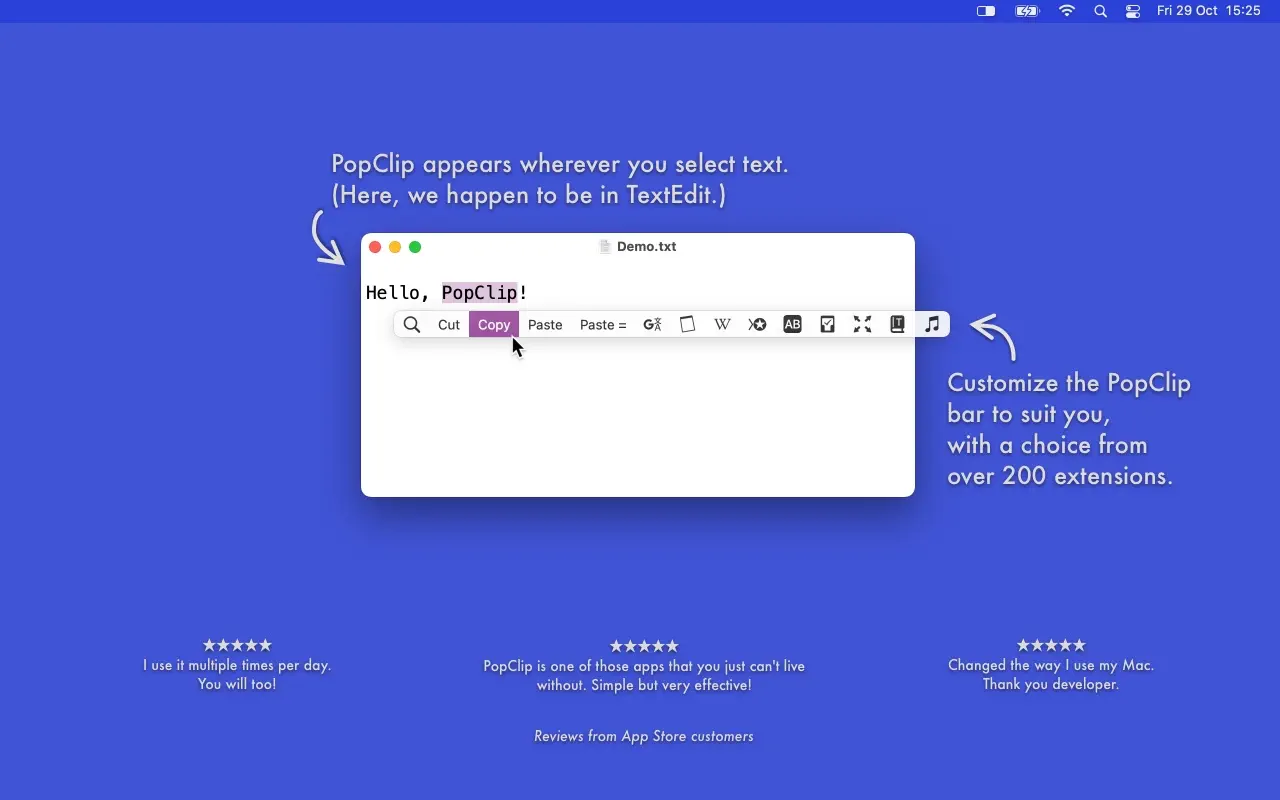 Fri 29 Oct 15:25
PopClip appears wherever you select text.
(Here, we happen to be in TextEdit.)
Demo.txt
Hello, PopClip!
Cut Copy Paste Paste = G W AB T
Customize the PopClip
bar to suit you,
with a choice from
over 200 extensions.
★★★★★
I use it multiple times per day.
You will too!
★★★★★
PopClip is one of those apps that you just can't live
without. Simple but very effective!
★★★★★
Changed the way I use my Mac.
Thank you developer.
Reviews from App Store customers